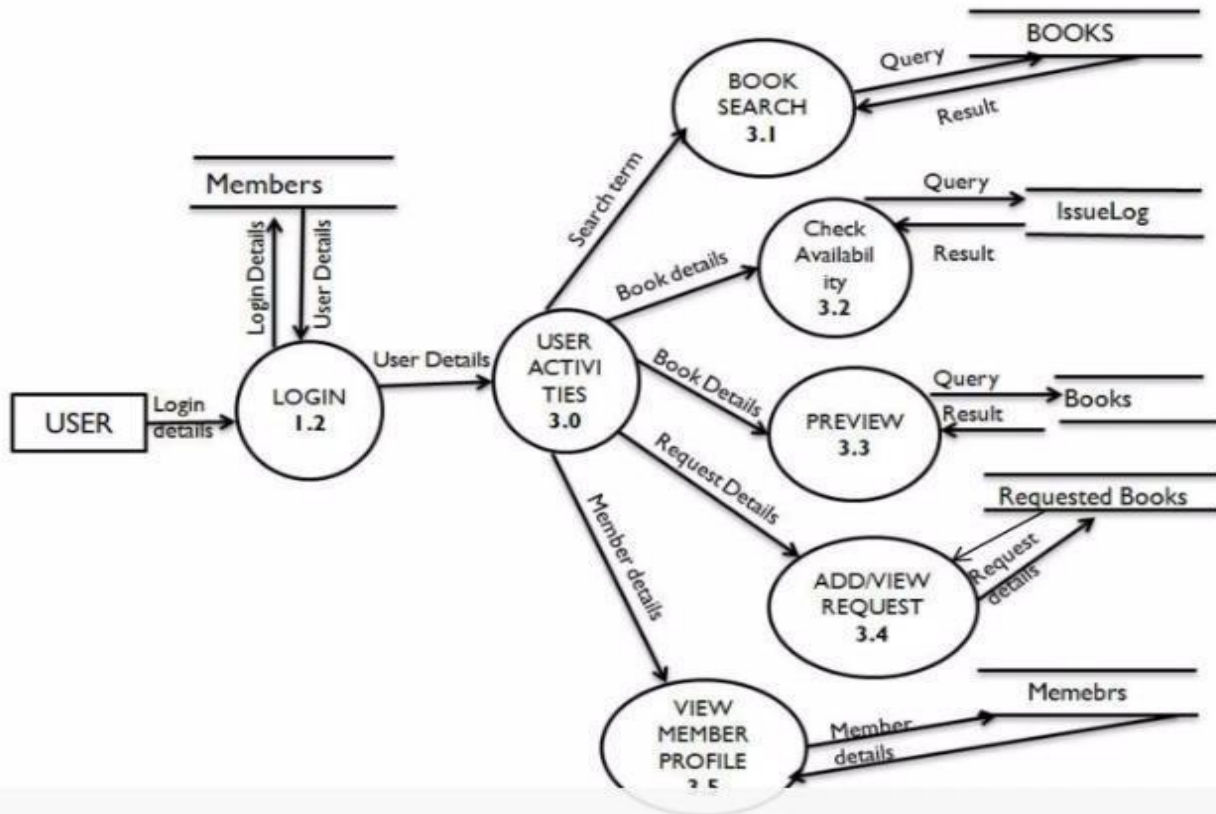 BOOKS
Query
BOOK
SEARCH
3.1
Result
Members
Search term
Query
IssueLog
Login Details
User Details
Check
Availabil
ity
3.2
Result
Book details
USER
ACTIVI
TIES
3.0
User Details
Book Details
Query
Books
Result
USER
Login
details
LOGIN
1.2
PREVIEW
3.3
Request Details
Requested Books
Member details
ADD/VIEW
REQUEST
3.4
Request
details
Memebrs
VIEW
MEMBER
PROFILE
3.5
Member
details